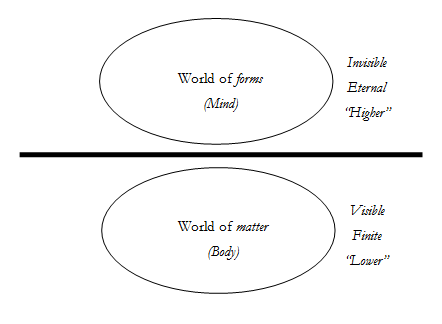 World of forms
(Mind)
Invisible
Eternal
“Higher”
World of matter
(Body)
Visible
Finite
“Lower”